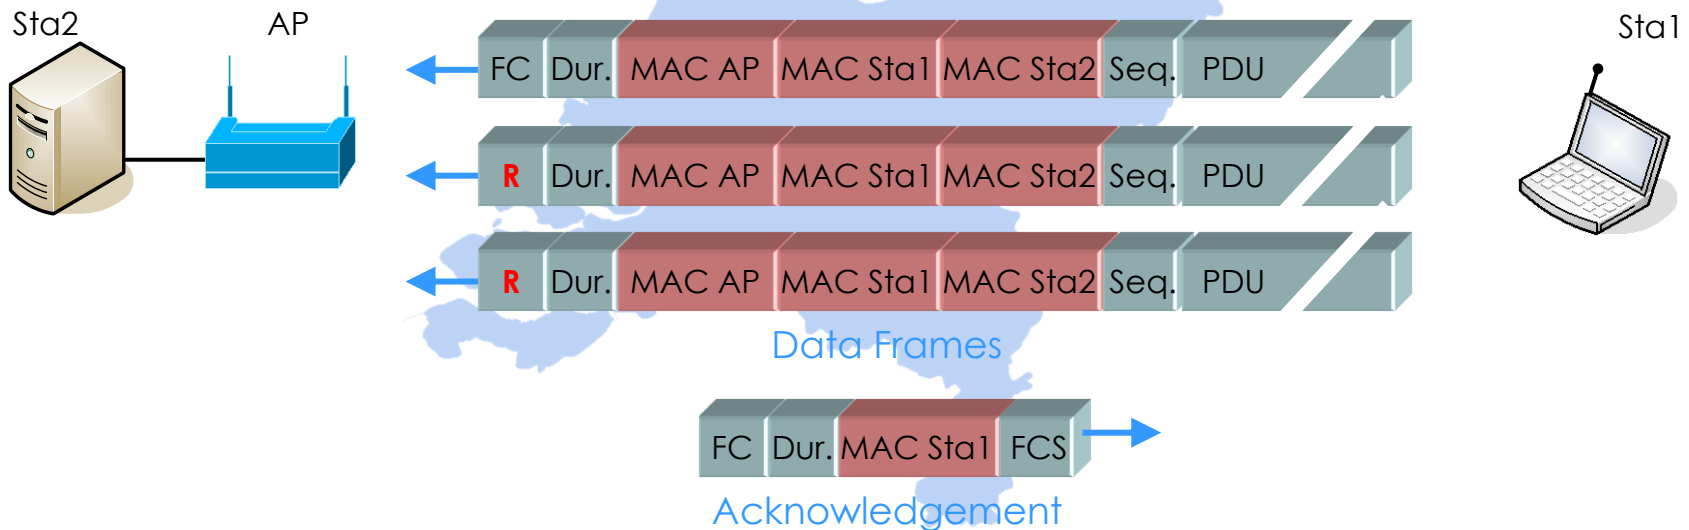 Sta2 AP Sta1
FC Dur. MAC AP MAC Sta1 MAC Sta2 Seq. PDU
R Dur. MAC AP MAC Sta1 MAC Sta2 Seq. PDU
R Dur. MAC AP MAC Sta1 MAC Sta2 Seq. PDU
Data Frames
FC Dur. MAC Sta1 FCS
Acknowledgement